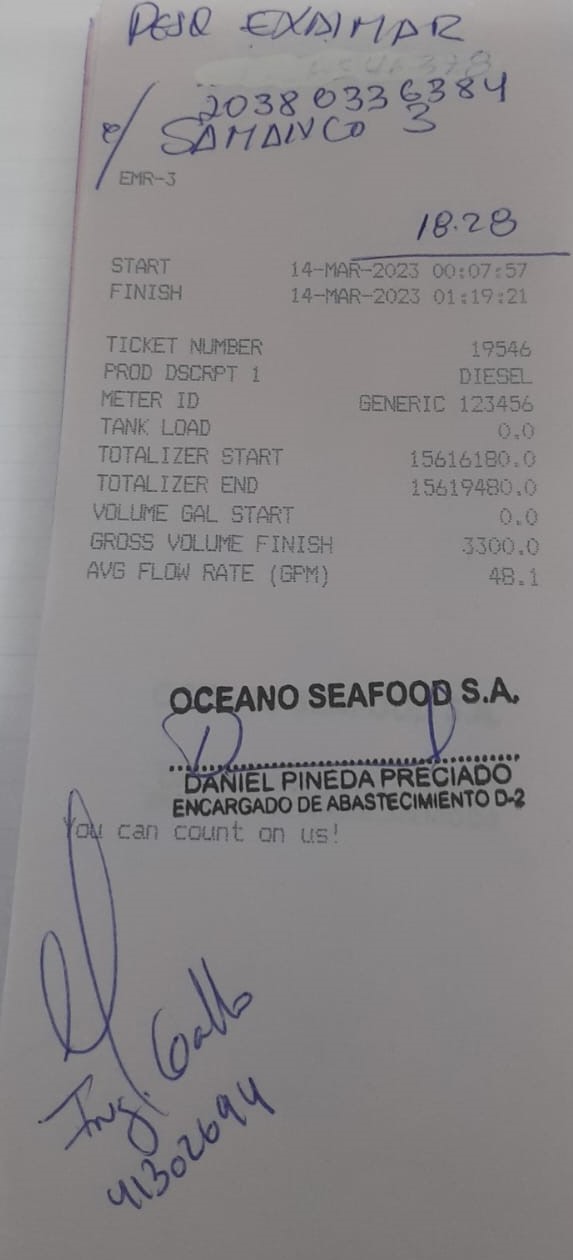 PESQ EXALMAR
20380336384
e/ SAMANCO 3
EMR-3
18.28
START 14-MAR-2023 00:07:57
FINISH 14-MAR-2023 01:19:21
TICKET NUMBER 19546
PROD DSCRPT 1 DIESEL
METER ID GENERIC 123456
TANK LOAD 0.0
TOTALIZER START 15616180.0
TOTALIZER END 15619480.0
VOLUME GAL START 0.0
GROSS VOLUME FINISH 3300.0
AVG FLOW RATE (GPM) 48.1
OCEANO SEAFOOD S.A.
DANIEL PINEDA PRECIADO
ENCARGADO DE ABASTECIMIENTO D-2
You can count on us!
Ing. Gallo
41302694